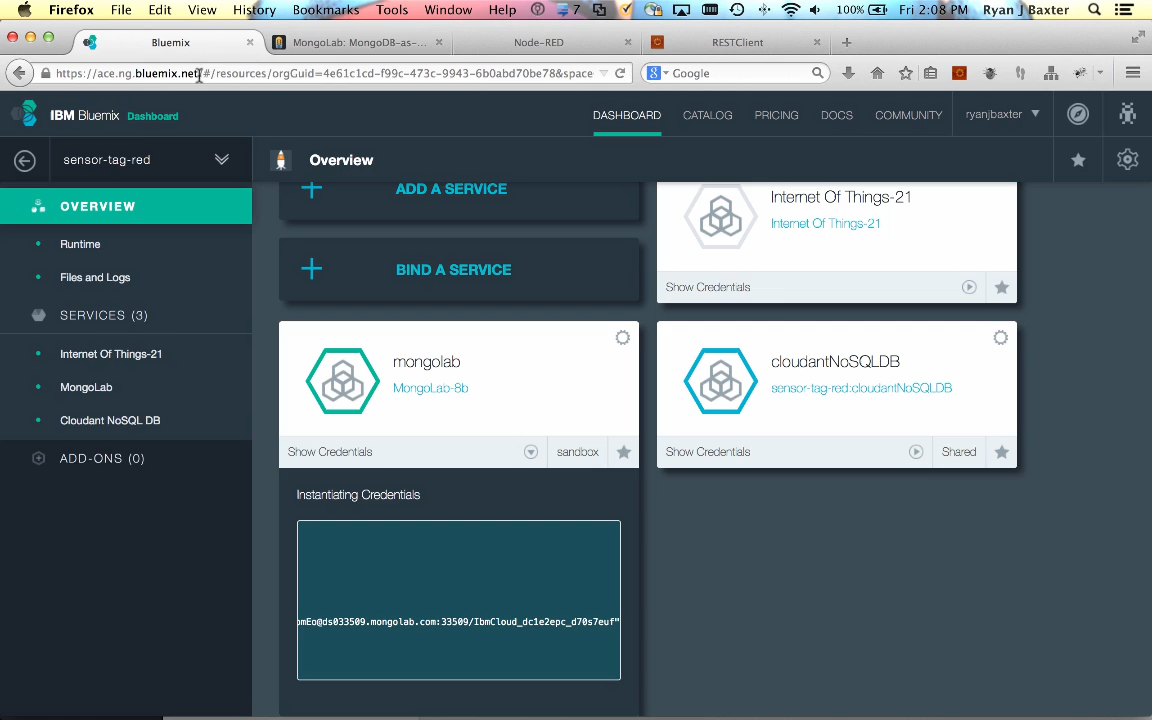 Firefox File Edit View History Bookmarks Tools Window Help 7 100% Fri 2:08 PM Ryan J Baxter
Bluemix MongoLab: MongoDB-as-... Node-RED RESTClient
https://ace.ng.bluemix.net/#/resources/orgGuid=4e61c1cd-f99c-473c-9943-6b0abd70be78&space Google
IBM Bluemix Dashboard DASHBOARD CATALOG PRICING DOCS COMMUNITY ryanjbaxter
sensor-tag-red Overview
OVERVIEW
Runtime
Files and Logs
SERVICES (3)
Internet Of Things-21
MongoLab
Cloudant NoSQL DB
ADD-ONS (0)
ADD A SERVICE
BIND A SERVICE
Internet Of Things-21
Internet Of Things-21
Show Credentials
mongolab
MongoLab-8b
Show Credentials sandbox
cloudantNoSQLDB
sensor-tag-red:cloudantNoSQLDB
Show Credentials Shared
Instantiating Credentials
mEo@ds033509.mongolab.com:33509/IbmCloud_dc1e2epc_d70s7euf"